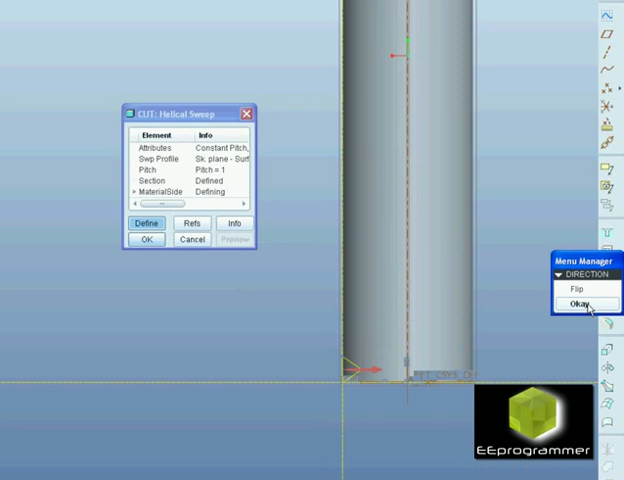 CUT: Helical Sweep
Element Info
Attributes Constant Pitch,
Swp Profile Sk. plane - Surf
Pitch Pitch = 1
Section Defined
> MaterialSide Defining
Define Refs Info
OK Cancel Preview
Menu Manager
DIRECTION
Flip
Okay
EEprogrammer